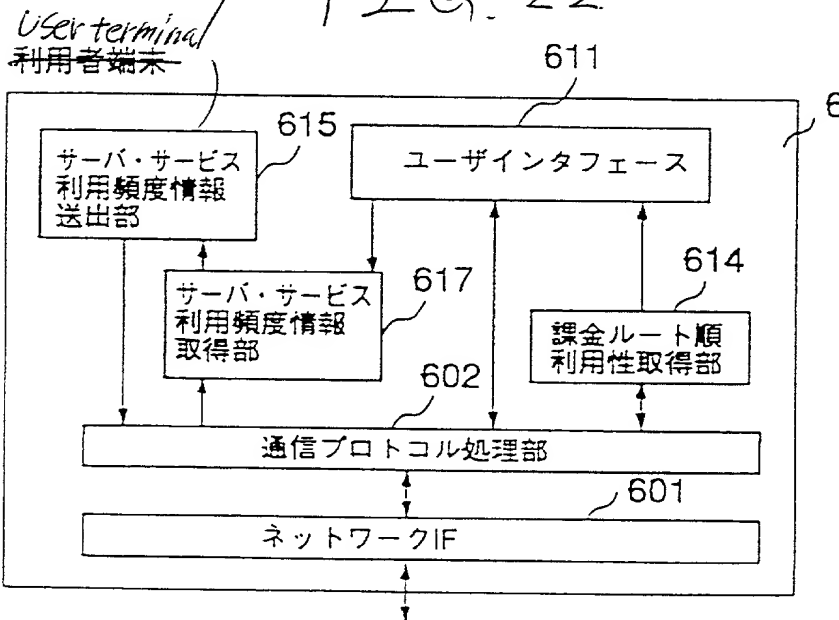 FIG. 22
User terminal
利用者端末
611
6
615
サーバ・サービス
利用頻度情報
送出部
ユーザインタフェース
614
617
サーバ・サービス
利用頻度情報
取得部
課金ルート順
利用性取得部
602
通信プロトコル処理部
601
ネットワークIF